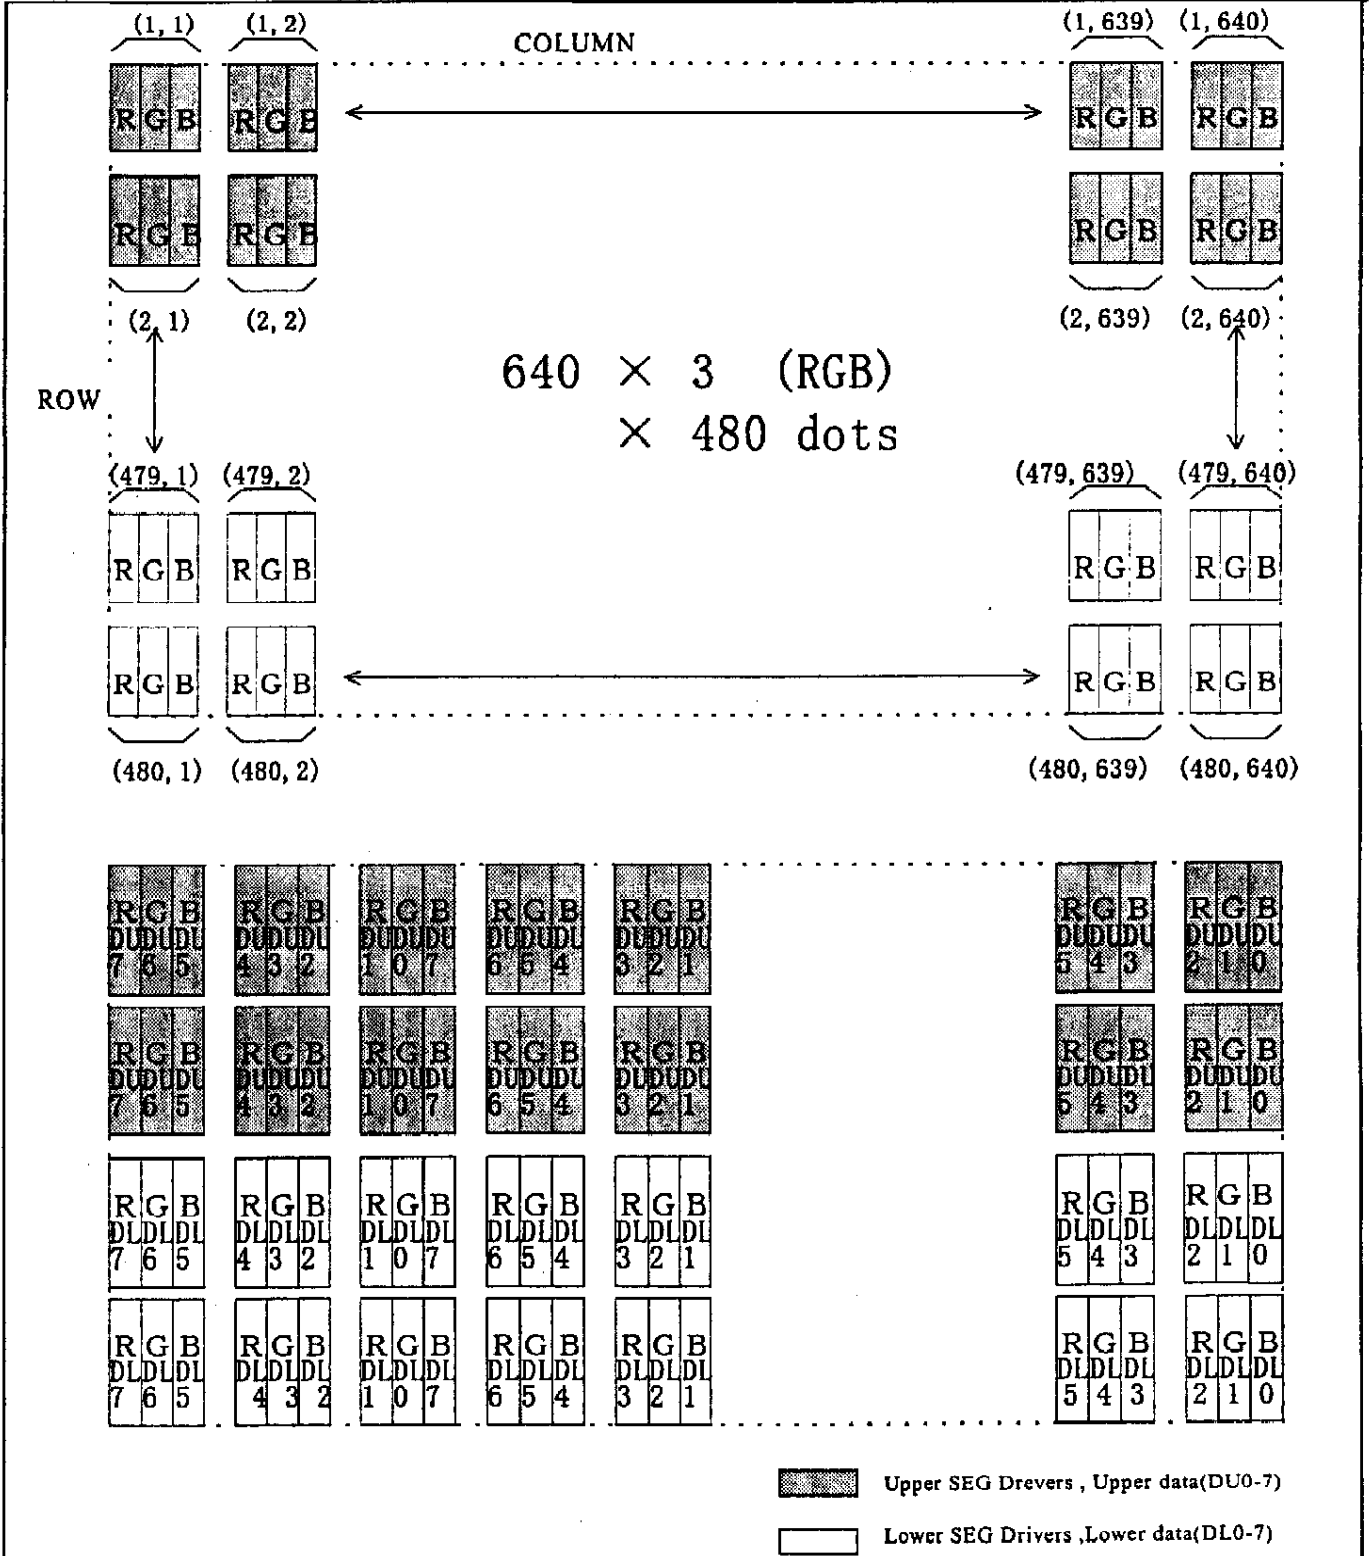 (1, 1) (1, 2) COLUMN (1, 639) (1, 640)
R G B R G B R G B R G B
R G B R G B R G B R G B
(2, 1) (2, 2) (2, 639) (2, 640)
640 × 3 (RGB)
ROW
× 480 dots
(479, 1) (479, 2) (479, 639) (479, 640)
R G B R G B R G B R G B
R G B R G B R G B R G B
(480, 1) (480, 2) (480, 639) (480, 640)
R G B R G B R G B R G B R G B R G B R G B
DU DU DU DU DU DU DU DU DU DU DU DU DU DU DU DU DU DU DU DU DU
7 6 5 4 3 2 1 0 7 6 5 4 3 2 1 5 4 3 2 1 0
R G B R G B R G B R G B R G B R G B R G B
DU DU DU DU DU DU DU DU DU DU DU DU DU DU DU DU DU DU DU DU DU
7 6 5 4 3 2 1 0 7 6 5 4 3 2 1 5 4 3 2 1 0
R G B R G B R G B R G B R G B R G B R G B
DL DL DL DL DL DL DL DL DL DL DL DL DL DL DL DL DL DL DL DL DL
7 6 5 4 3 2 1 0 7 6 5 4 3 2 1 5 4 3 2 1 0
R G B R G B R G B R G B R G B R G B R G B
DL DL DL DL DL DL DL DL DL DL DL DL DL DL DL DL DL DL DL DL DL
7 6 5 4 3 2 1 0 7 6 5 4 3 2 1 5 4 3 2 1 0
Upper SEG Drevers , Upper data(DU0-7)
Lower SEG Drivers ,Lower data(DL0-7)